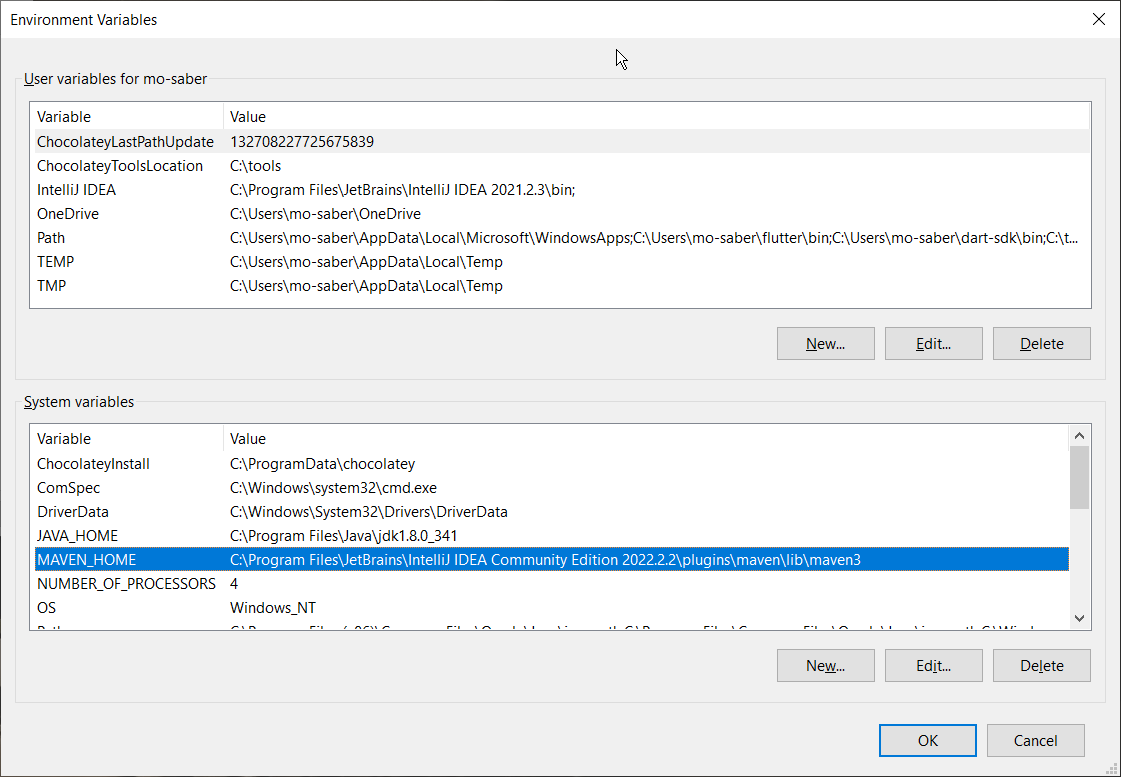 Environment Variables
User variables for mo-saber
Variable Value
ChocolateyLastPathUpdate 132708227725675839
ChocolateyToolsLocation C:\tools
IntelliJ IDEA C:\Program Files\JetBrains\IntelliJ IDEA 2021.2.3\bin;
OneDrive C:\Users\mo-saber\OneDrive
Path C:\Users\mo-saber\AppData\Local\Microsoft\WindowsApps;C:\Users\mo-saber\flutter\bin;C:\Users\mo-saber\dart-sdk\bin;C:\t...
TEMP C:\Users\mo-saber\AppData\Local\Temp
TMP C:\Users\mo-saber\AppData\Local\Temp
New... Edit... Delete
System variables
Variable Value
ChocolateyInstall C:\ProgramData\chocolatey
ComSpec C:\Windows\system32\cmd.exe
DriverData C:\Windows\System32\Drivers\DriverData
JAVA_HOME C:\Program Files\Java\jdk1.8.0_341
MAVEN_HOME C:\Program Files\JetBrains\IntelliJ IDEA Community Edition 2022.2.2\plugins\maven\lib\maven3
NUMBER_OF_PROCESSORS 4
OS Windows_NT
New... Edit... Delete
OK Cancel